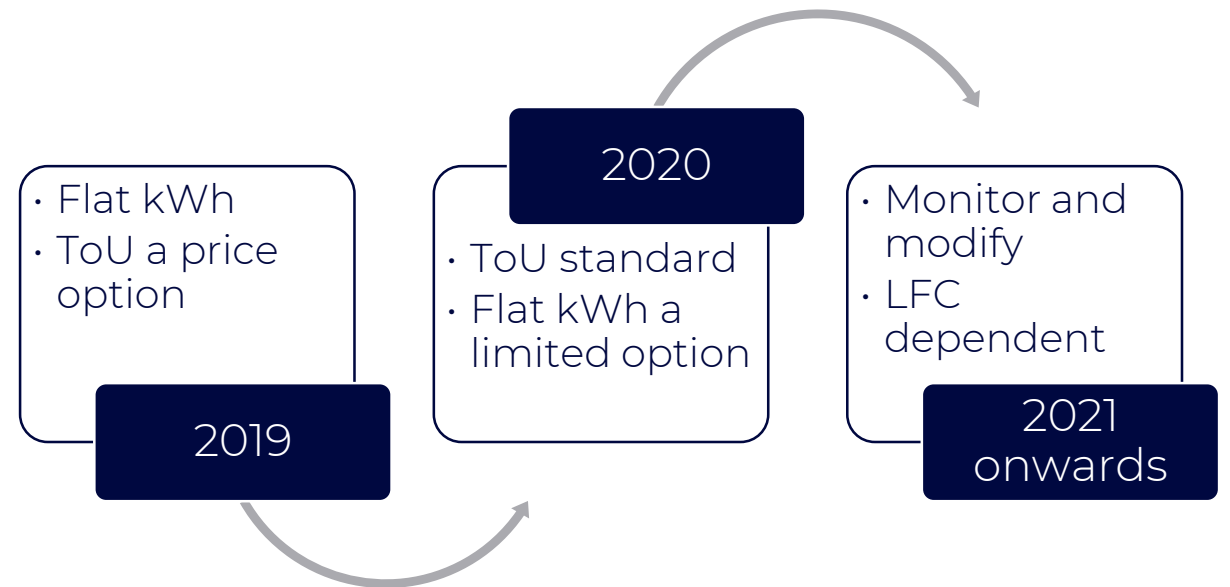 · Flat kWh
· ToU a price
option
2019
2020
· ToU standard
· Flat kWh a
limited option
· Monitor and
modify
· LFC
dependent
2021
onwards